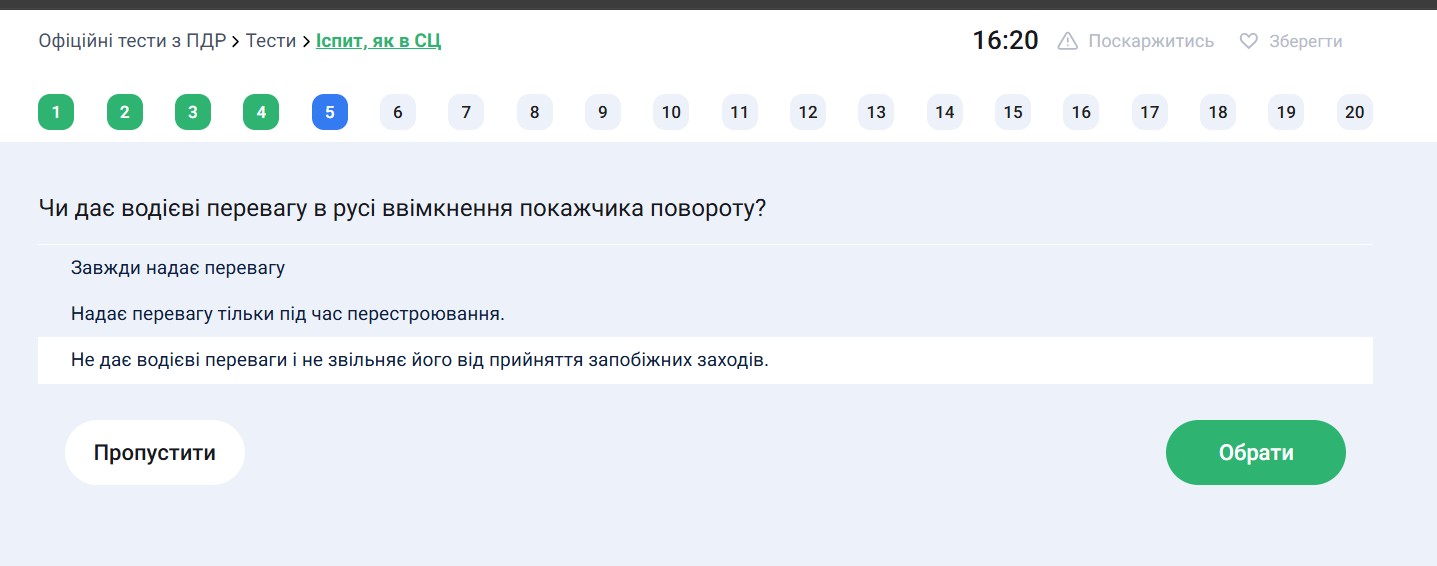 Офіційні тести з ПДР > Тести > Іспит, як в СЦ 16:20 Поскаржитись Зберегти
1 2 3 4 5 6 7 8 9 10 11 12 13 14 15 16 17 18 19 20
Чи дає водієві перевагу в русі ввімкнення покажчика повороту?
Завжди надає перевагу
Надає перевагу тільки під час перестроювання.
Не дає водієві переваги і не звільняє його від прийняття запобіжних заходів.
Пропустити Обрати